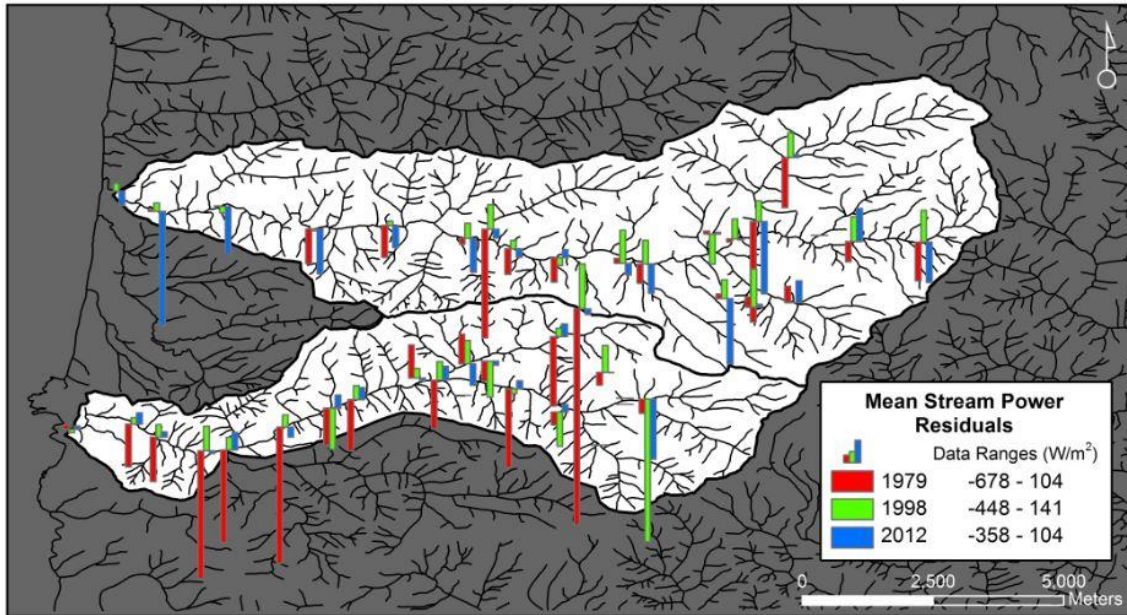 Mean Stream Power
Residuals
Data Ranges (W/m²)
1979 -678 - 104
1998 -448 - 141
2012 -358 - 104
0 2,500 5,000
Meters